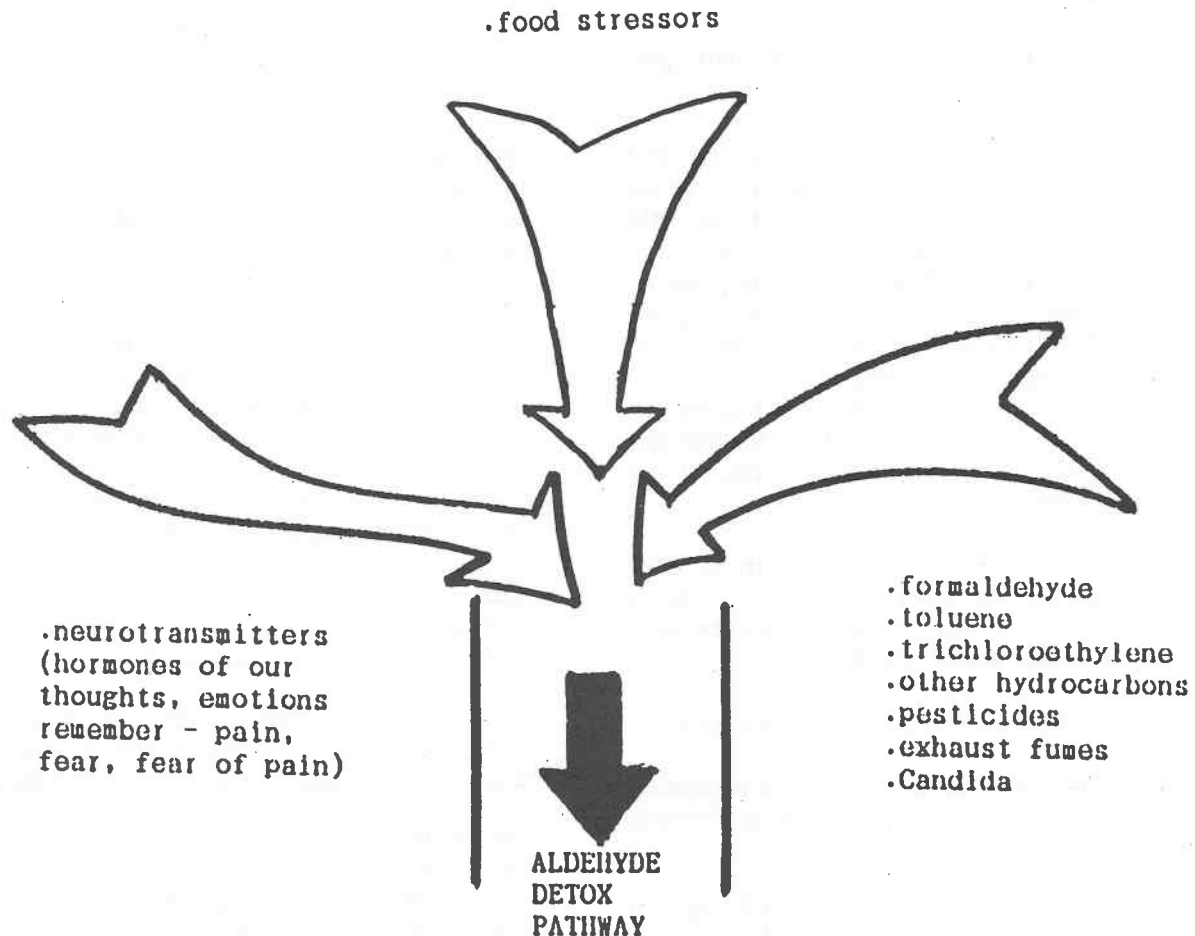 .food stressors
.neurotransmitters
(hormones of our
thoughts, emotions
remember - pain,
fear, fear of pain)
.formaldehyde
.toluene
.trichloroethylene
.other hydrocarbons
.pesticides
.exhaust fumes
.Candida
ALDEHYDE
DETOX
PATHWAY